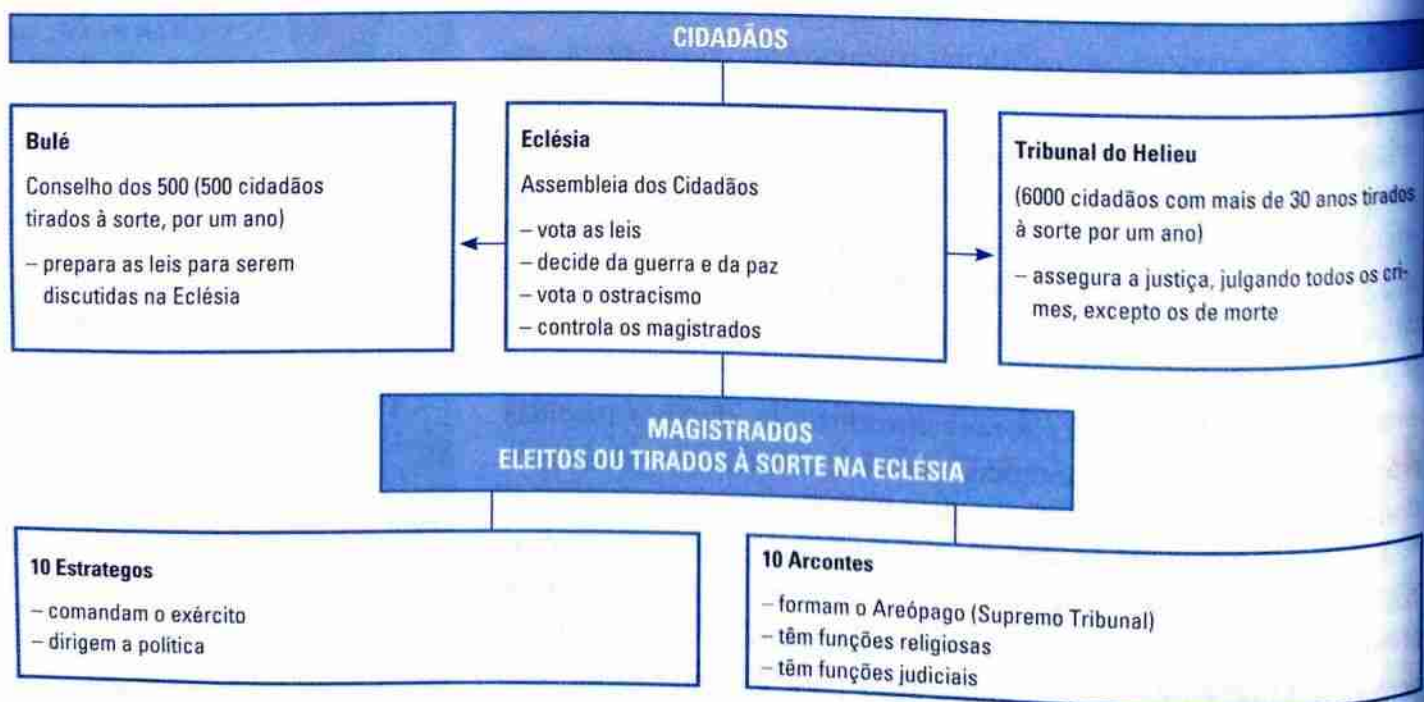 CIDADÃOS
Bulé
Conselho dos 500 (500 cidadãos
tirados à sorte, por um ano)
– prepara as leis para serem
discutidas na Eclésia
Eclésia
Assembleia dos Cidadãos
– vota as leis
– decide da guerra e da paz
– vota o ostracismo
– controla os magistrados
Tribunal do Helieu
(6000 cidadãos com mais de 30 anos tirados
à sorte por um ano)
– assegura a justiça, julgando todos os cri-
mes, excepto os de morte
MAGISTRADOS
ELEITOS OU TIRADOS À SORTE NA ECLÉSIA
10 Estrategos
– comandam o exército
– dirigem a política
10 Arcontes
– formam o Areópago (Supremo Tribunal)
– têm funções religiosas
– têm funções judiciais